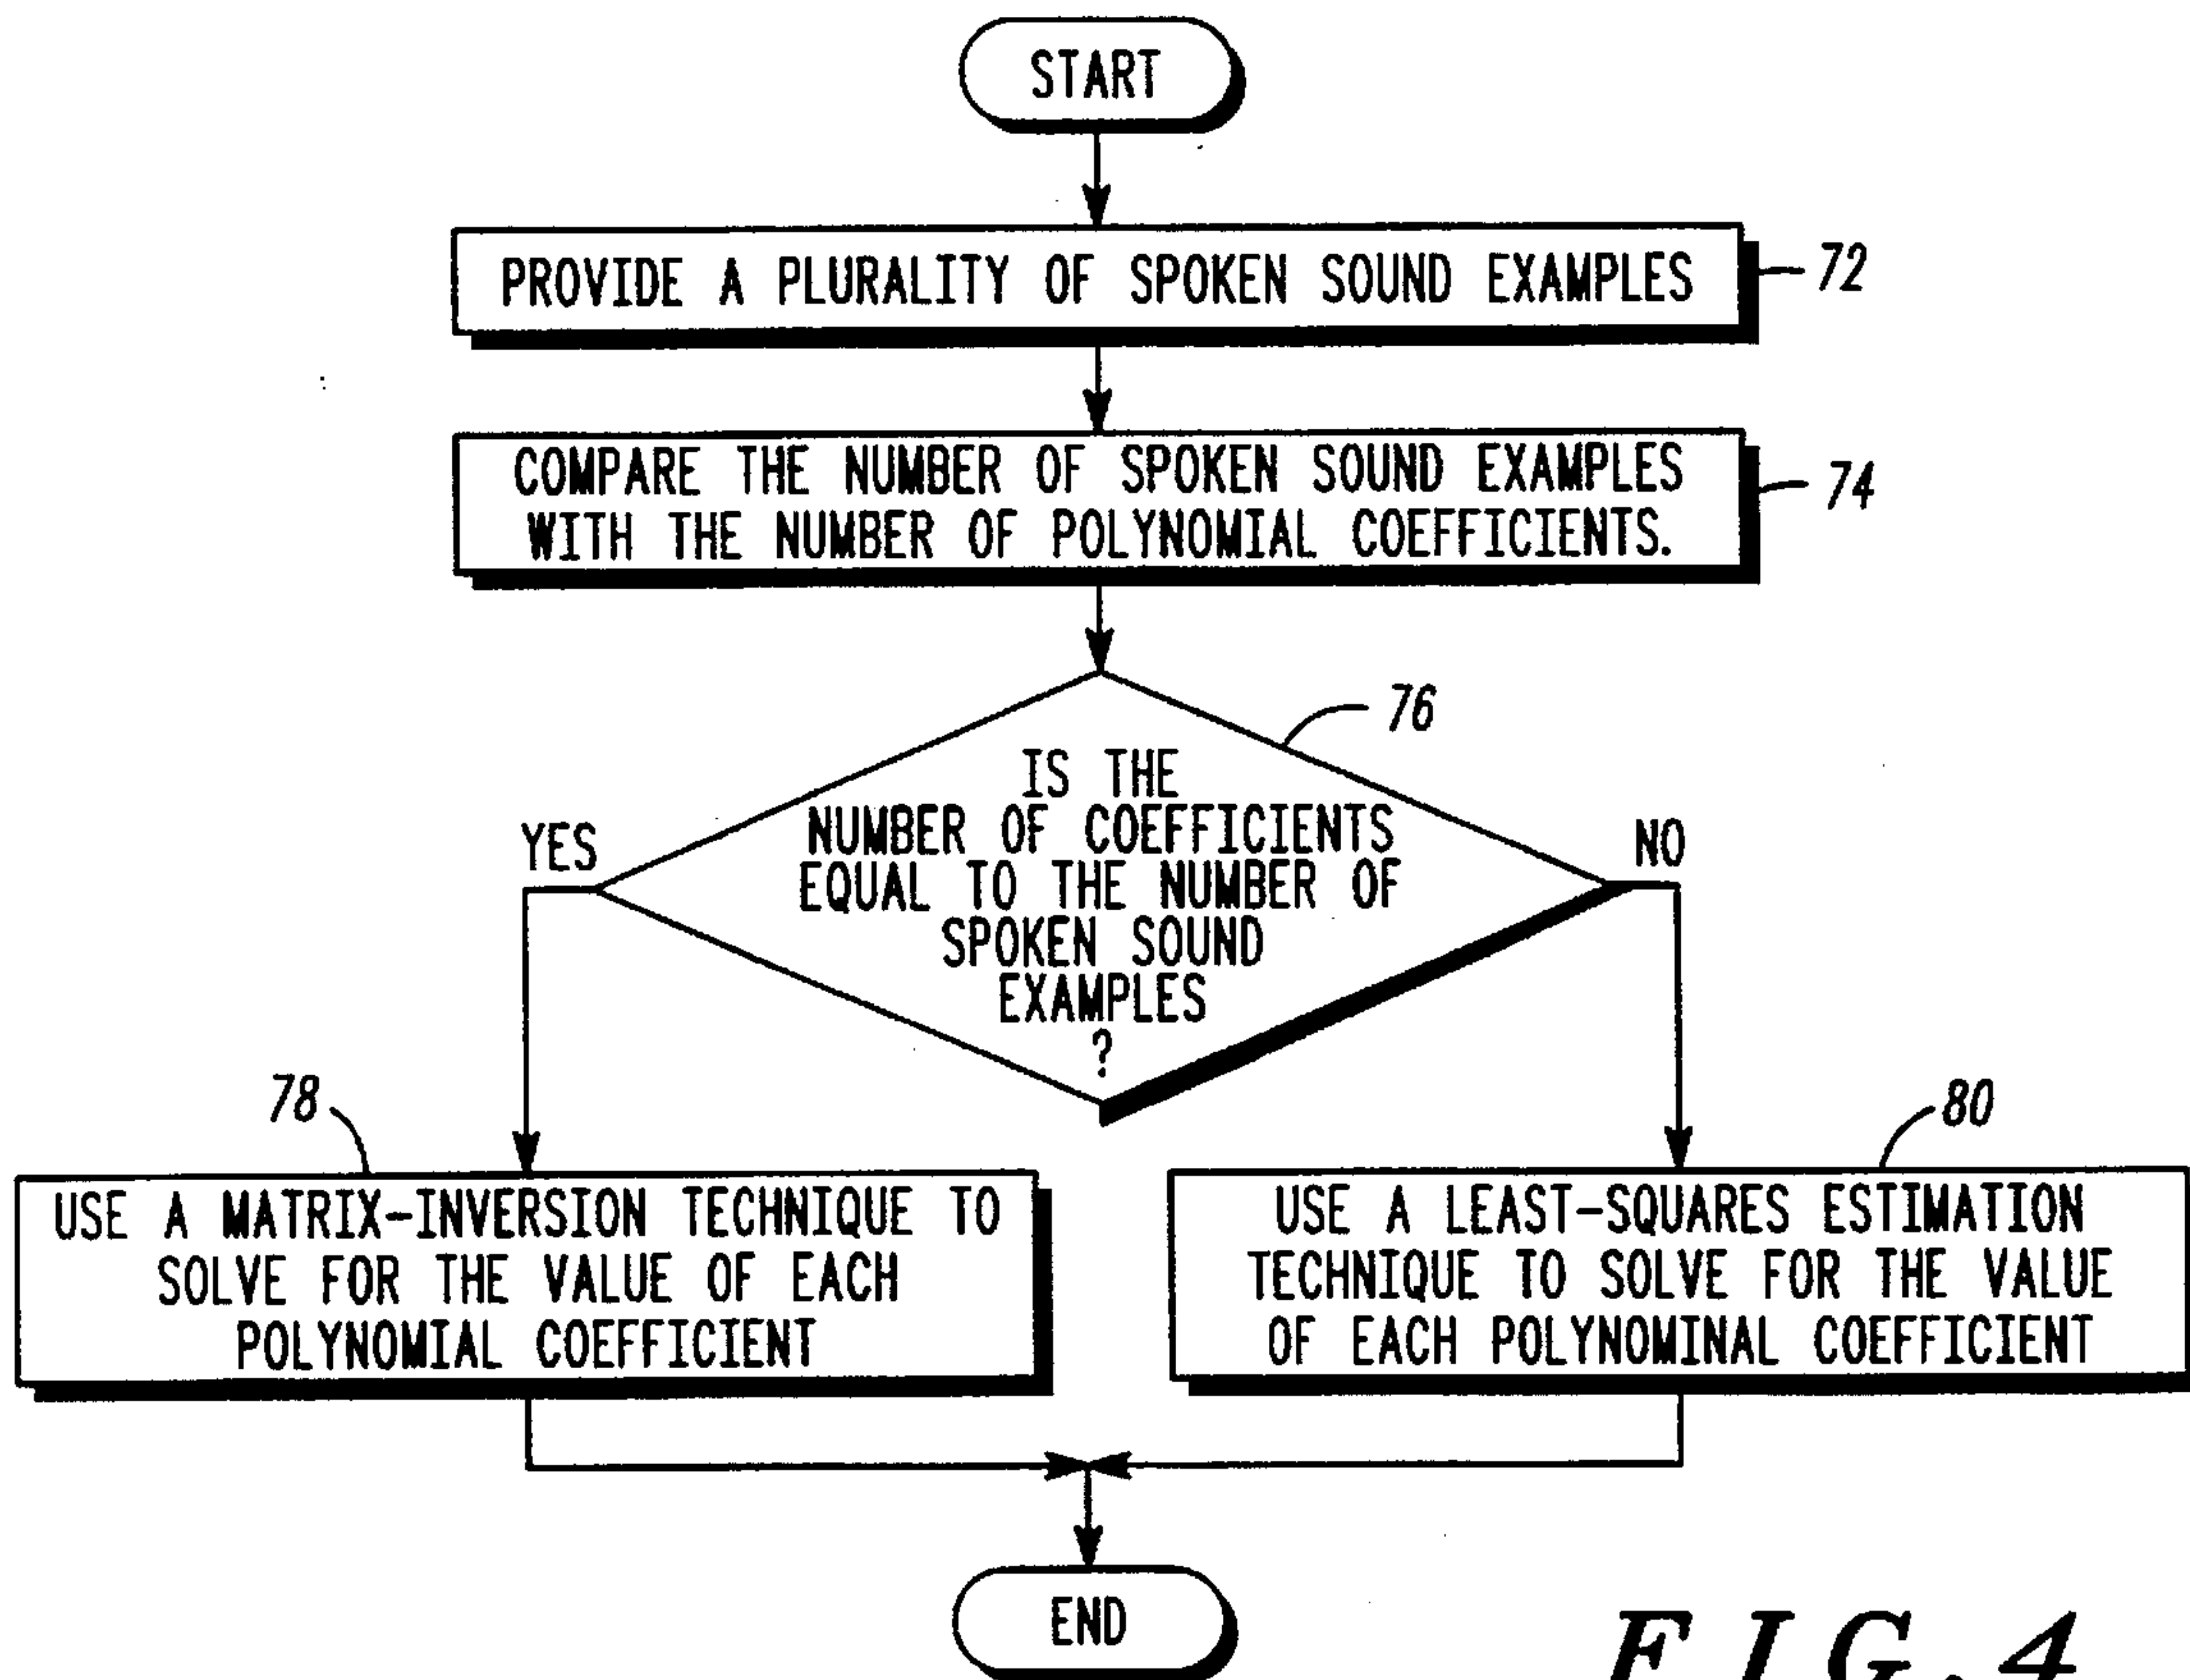 START
PROVIDE A PLURALITY OF SPOKEN SOUND EXAMPLES
72
COMPARE THE NUMBER OF SPOKEN SOUND EXAMPLES
WITH THE NUMBER OF POLYNOMIAL COEFFICIENTS.
74
76
IS THE
NUMBER OF COEFFICIENTS
EQUAL TO THE NUMBER OF
SPOKEN SOUND
EXAMPLES
?
YES
NO
78
USE A MATRIX-INVERSION TECHNIQUE TO
SOLVE FOR THE VALUE OF EACH
POLYNOMIAL COEFFICIENT
80
USE A LEAST-SQUARES ESTIMATION
TECHNIQUE TO SOLVE FOR THE VALUE
OF EACH POLYNOMINAL COEFFICIENT
END
FIG.4